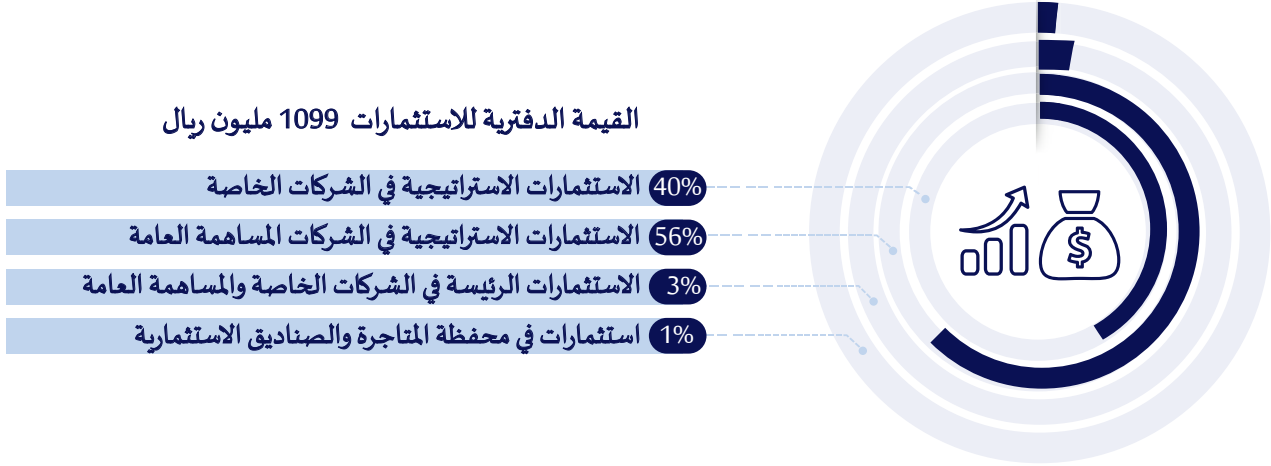 القيمة الدفترية للاستثمارات 1099 مليون ريال
40% الاستثمارات الاستراتيجية في الشركات الخاصة
56% الاستثمارات الاستراتيجية في الشركات المساهمة العامة
3% الاستثمارات الرئيسة في الشركات الخاصة والمساهمة العامة
1% استثمارات في محفظة المتاجرة والصناديق الاستثمارية
$